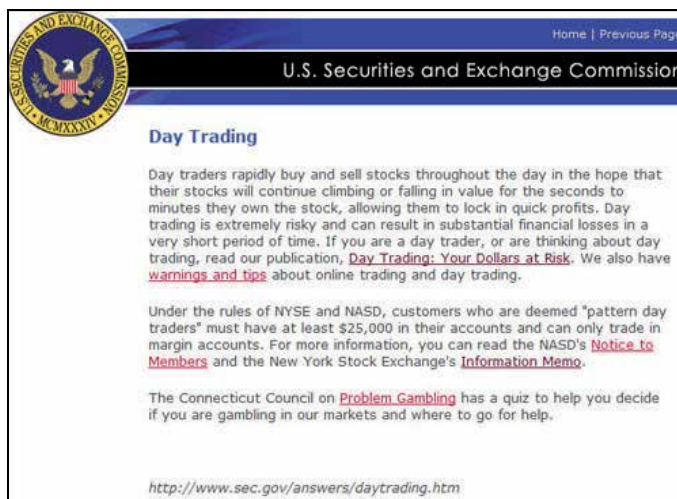 Home | Previous Page
U.S. SECURITIES AND EXCHANGE COMMISSION
MCMXXXIV
U.S. Securities and Exchange Commission
Day Trading
Day traders rapidly buy and sell stocks throughout the day in the hope that
their stocks will continue climbing or falling in value for the seconds to
minutes they own the stock, allowing them to lock in quick profits. Day
trading is extremely risky and can result in substantial financial losses in a
very short period of time. If you are a day trader, or are thinking about day
trading, read our publication, Day Trading: Your Dollars at Risk. We also have
warnings and tips about online trading and day trading.
Under the rules of NYSE and NASD, customers who are deemed "pattern day
traders" must have at least $25,000 in their accounts and can only trade in
margin accounts. For more information, you can read the NASD's Notice to
Members and the New York Stock Exchange's Information Memo.
The Connecticut Council on Problem Gambling has a quiz to help you decide
if you are gambling in our markets and where to go for help.
http://www.sec.gov/answers/daytrading.htm